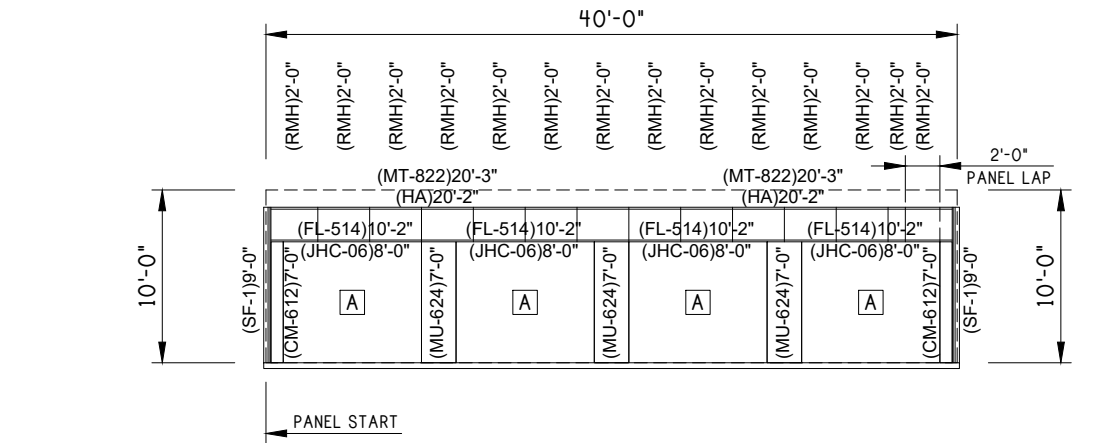 40'-0"
(RMH)2'-0"
(RMH)2'-0"
(RMH)2'-0"
(RMH)2'-0"
(RMH)2'-0"
(RMH)2'-0"
(RMH)2'-0"
(RMH)2'-0"
(RMH)2'-0"
(RMH)2'-0"
(RMH)2'-0"
(RMH)2'-0"
(RMH)2'-0"
2'-0"
PANEL LAP
(MT-822)20'-3"
(MT-822)20'-3"
(HA)20'-2"
(HA)20'-2"
(FL-514)10'-2"
(FL-514)10'-2"
(FL-514)10'-2"
(FL-514)10'-2"
(JHC-06)8'-0"
(JHC-06)8'-0"
(JHC-06)8'-0"
(JHC-06)8'-0"
10'-0"
(SF-1)9'-0"
(CM-612)7'-0"
A
(MU-624)7'-0"
A
(MU-624)7'-0"
A
(MU-624)7'-0"
A
(CM-612)7'-0"
(SF-1)9'-0"
10'-0"
PANEL START